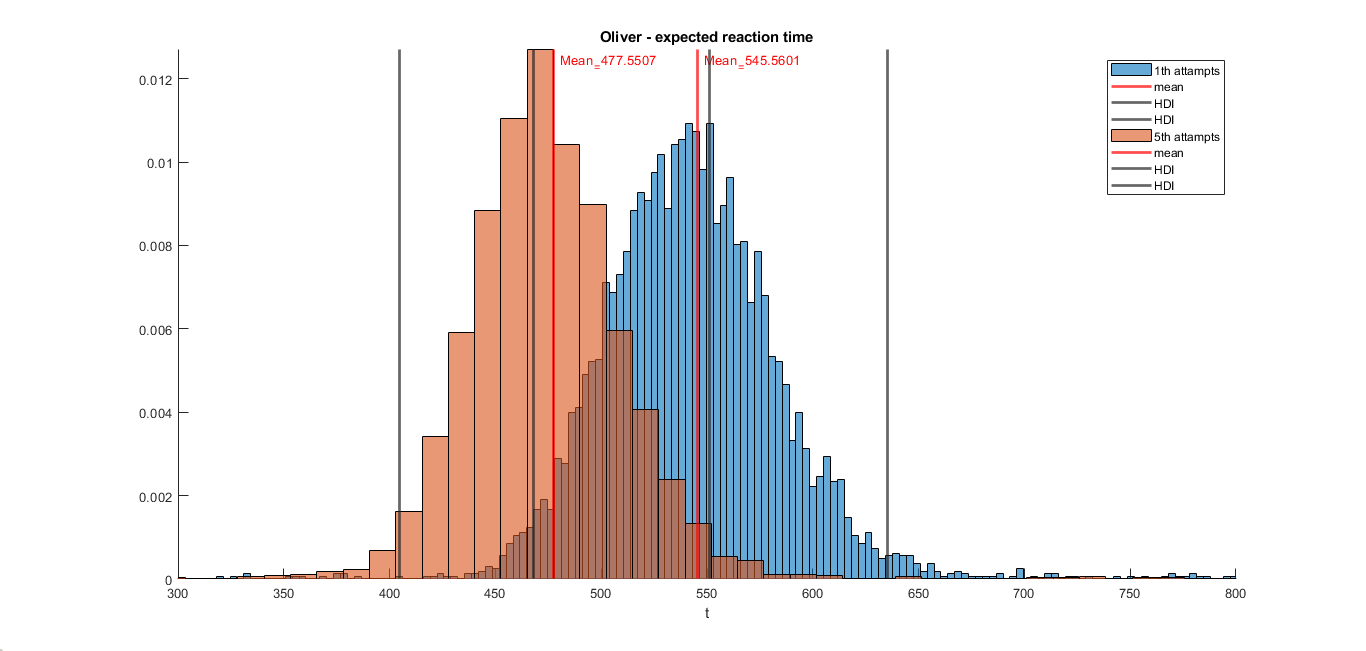 Oliver - expected reaction time
Mean_477.5507
Mean_545.5601
1th attampts
mean
HDI
HDI
5th attampts
mean
HDI
HDI
0.012
0.01
0.008
0.006
0.004
0.002
0
300 350 400 450 500 550 600 650 700 750 800
t